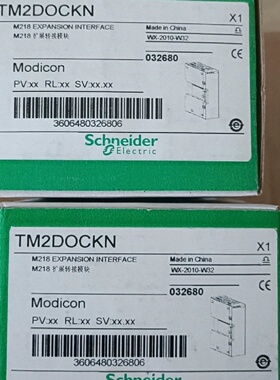 TM2DOCKN X1
M218 EXPANSION INTERFACE Made in China
M218 扩展转接模块 WX-2010-W32
032680
Modicon
PV:xx RL:xx SV:xx.xx
3606480326806
Schneider
Electric
TM2DOCKN X1
M218 EXPANSION INTERFACE Made in China
M218 扩展转接模块 WX-2010-W32
032680
Modicon
PV:xx RL:xx SV:xx.xx
3606480326806
Schneider
Electric